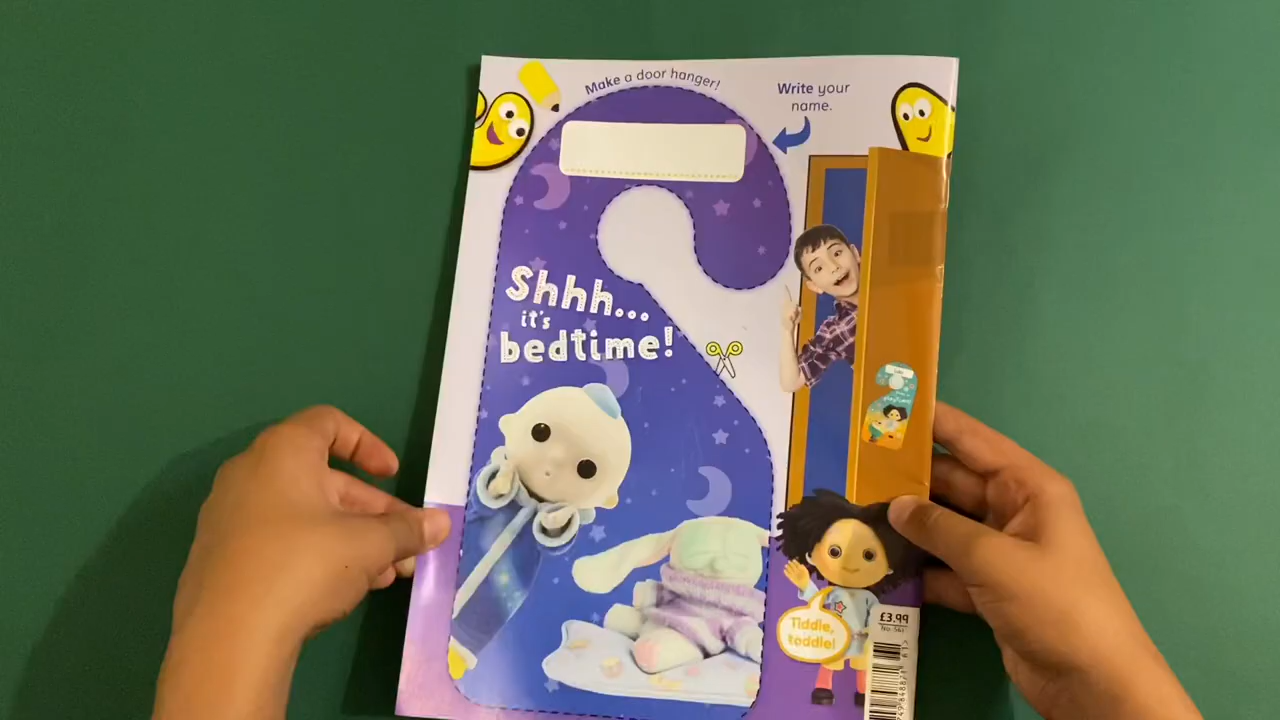 Make a door hanger!
Write your
name.
Shhh...
it's
bedtime!
Tiddle,
toddle!
£3.99